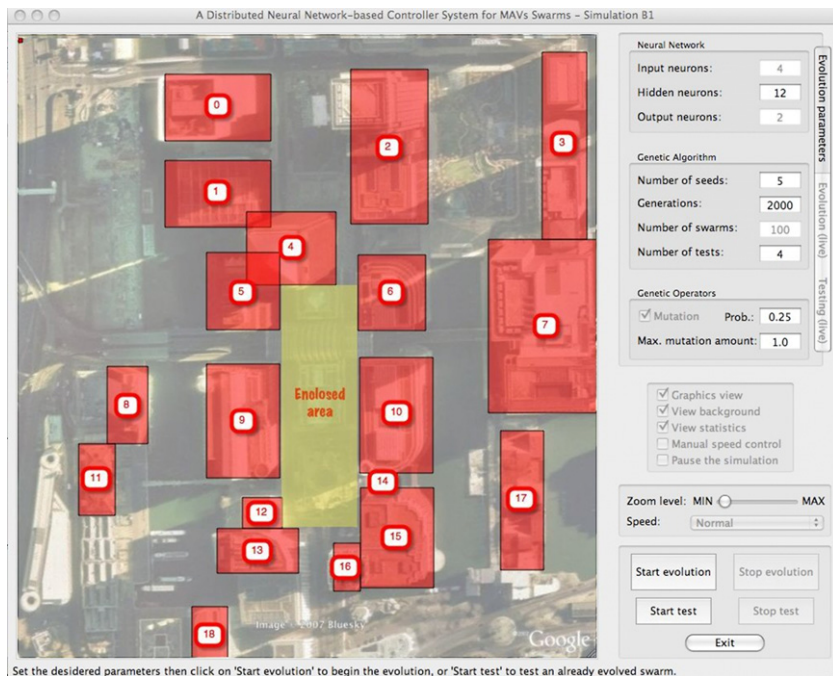 A Distributed Neural Network-based Controller System for MAVs Swarms - Simulation B1
0
1
2
3
4
5
6
7
8
9
10
11
12
13
14
15
16
17
18
Enclosed
area
Image © 2007 Bluesky
Google
Neural Network
Input neurons: 4
Hidden neurons: 12
Output neurons: 2
Genetic Algorithm
Number of seeds: 5
Generations: 2000
Number of swarms: 100
Number of tests: 4
Genetic Operators
Mutation Prob.: 0.25
Max. mutation amount: 1.0
Evolution parameters
Evolution (live)
Testing (live)
Graphics view
View background
View statistics
Manual speed control
Pause the simulation
Zoom level: MIN MAX
Speed: Normal
Start evolution Stop evolution
Start test Stop test
Exit
Set the desidered parameters then click on 'Start evolution' to begin the evolution, or 'Start test' to test an already evolved swarm.